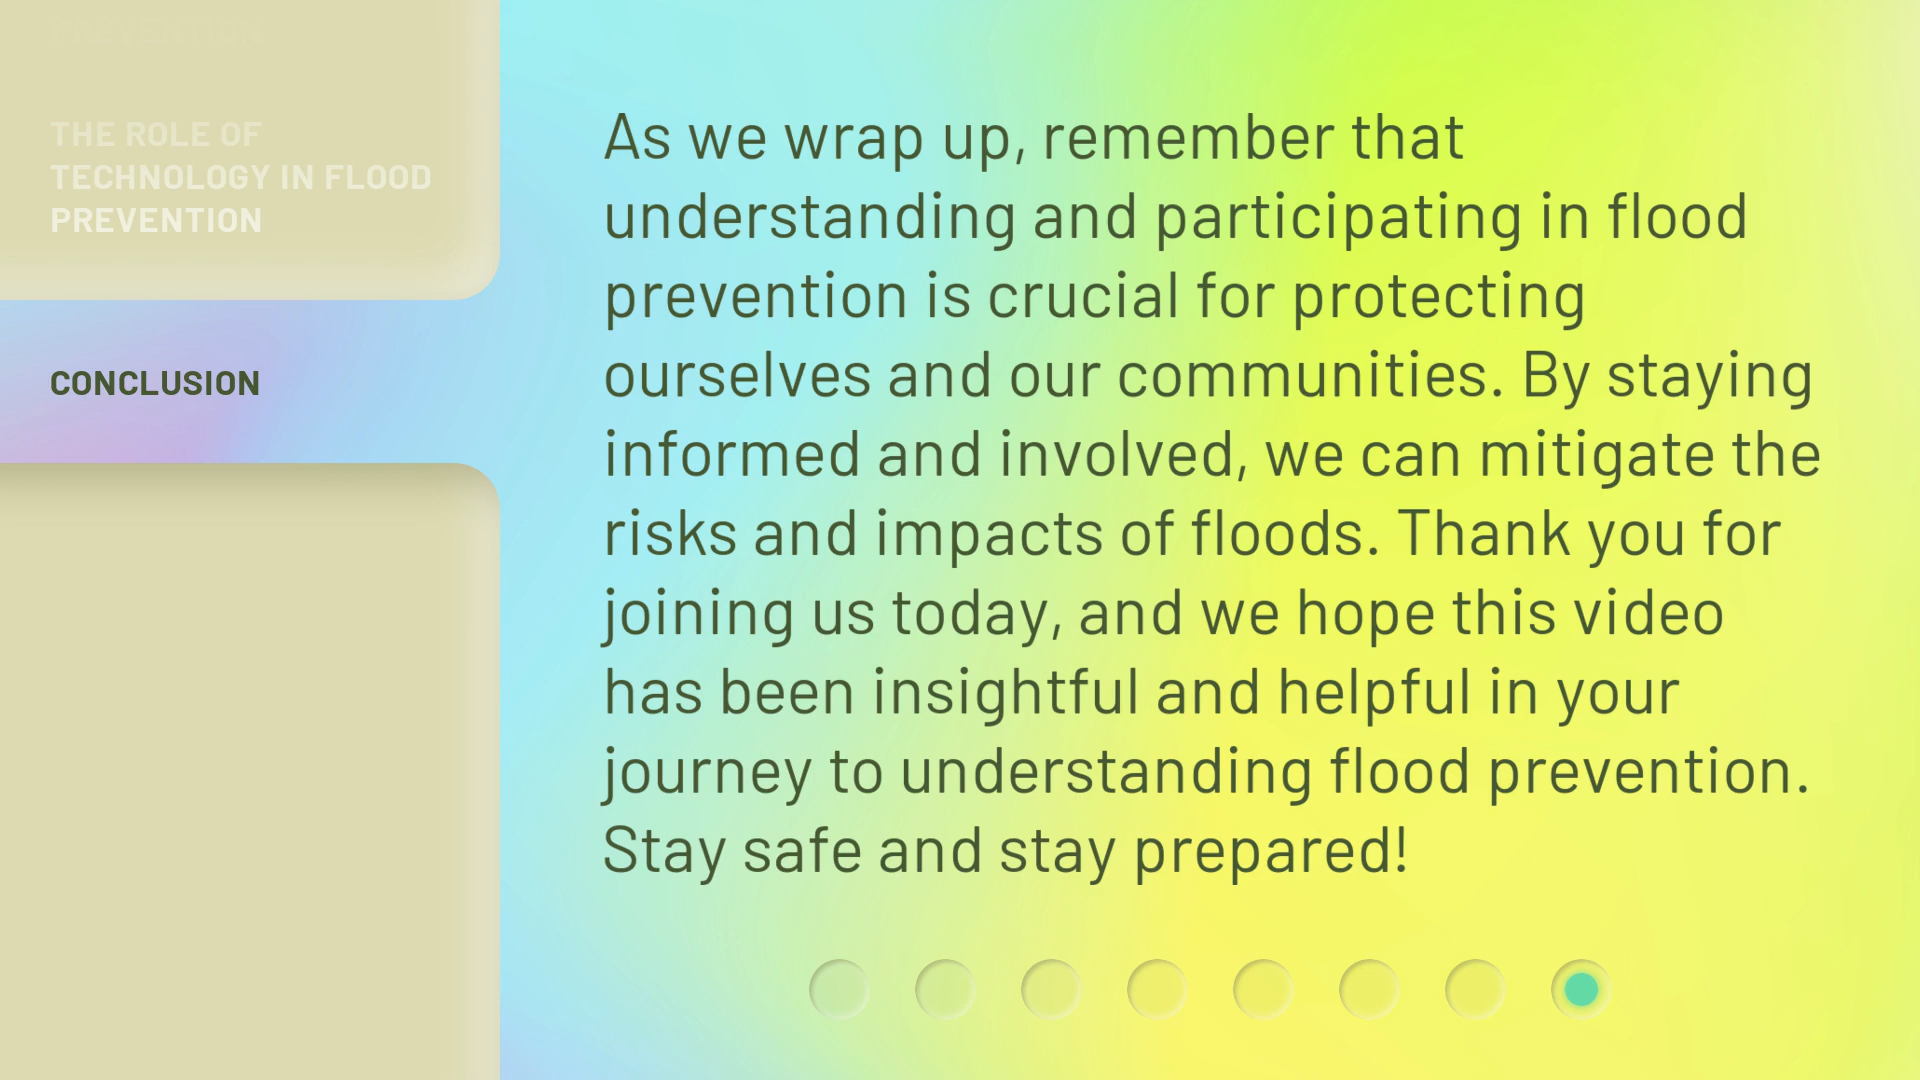 PREVENTION
THE ROLE OF
TECHNOLOGY IN FLOOD
PREVENTION
CONCLUSION
As we wrap up, remember that
understanding and participating in flood
prevention is crucial for protecting
ourselves and our communities. By staying
informed and involved, we can mitigate the
risks and impacts of floods. Thank you for
joining us today, and we hope this video
has been insightful and helpful in your
journey to understanding flood prevention.
Stay safe and stay prepared!